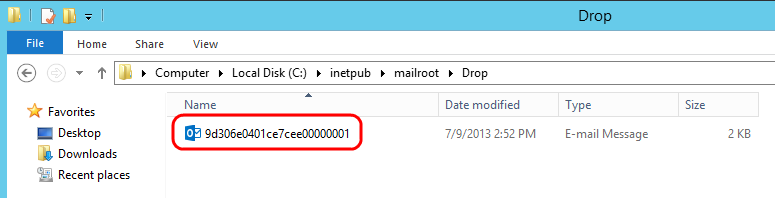 Drop
File Home Share View
Computer Local Disk (C:) inetpub mailroot Drop
Favorites Name Date modified Type Size
Desktop 9d306e0401ce7cee00000001 7/9/2013 2:52 PM E-mail Message 2 KB
Downloads
Recent places